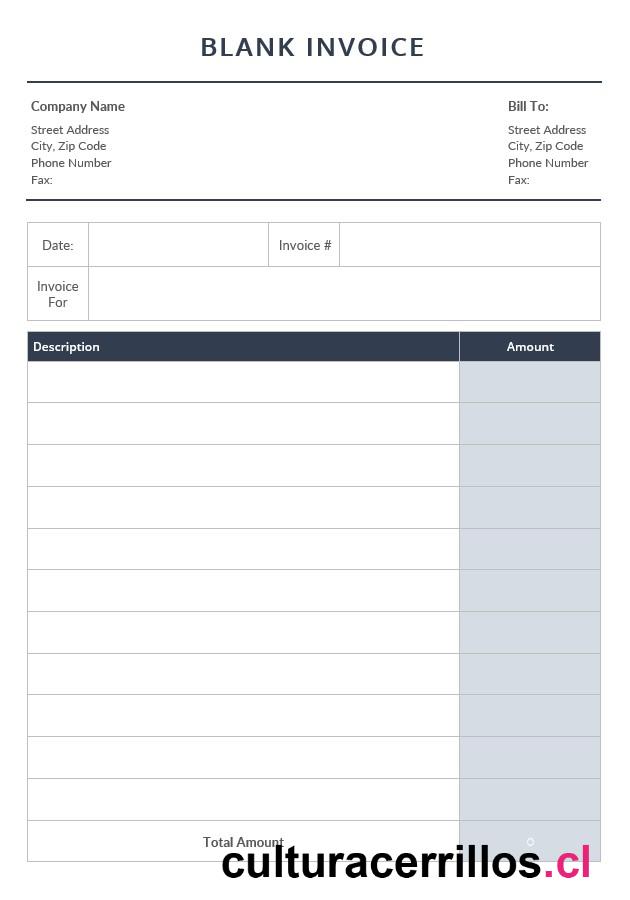 BLANK INVOICE
Company Name
Street Address
City, Zip Code
Phone Number
Fax:
Bill To:
Street Address
City, Zip Code
Phone Number
Fax:
Date:
Invoice #
Invoice
For
Description
Amount
Total Amount
0
culturacerrillos.cl